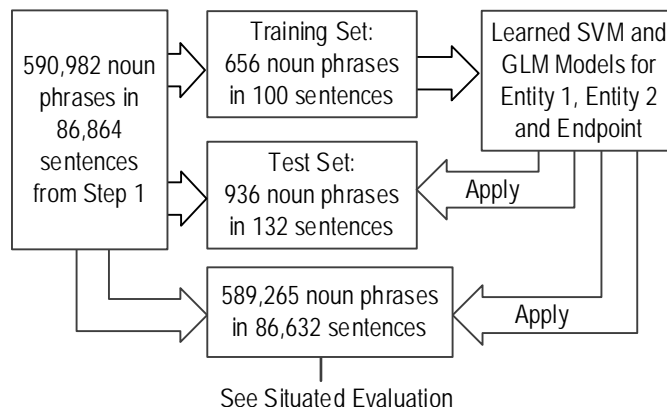 590,982 noun
phrases in
86,864
sentences
from Step 1
Training Set:
656 noun phrases
in 100 sentences
Learned SVM and
GLM Models for
Entity 1, Entity 2
and Endpoint
Test Set:
936 noun phrases
in 132 sentences
Apply
589,265 noun phrases
in 86,632 sentences
Apply
See Situated Evaluation